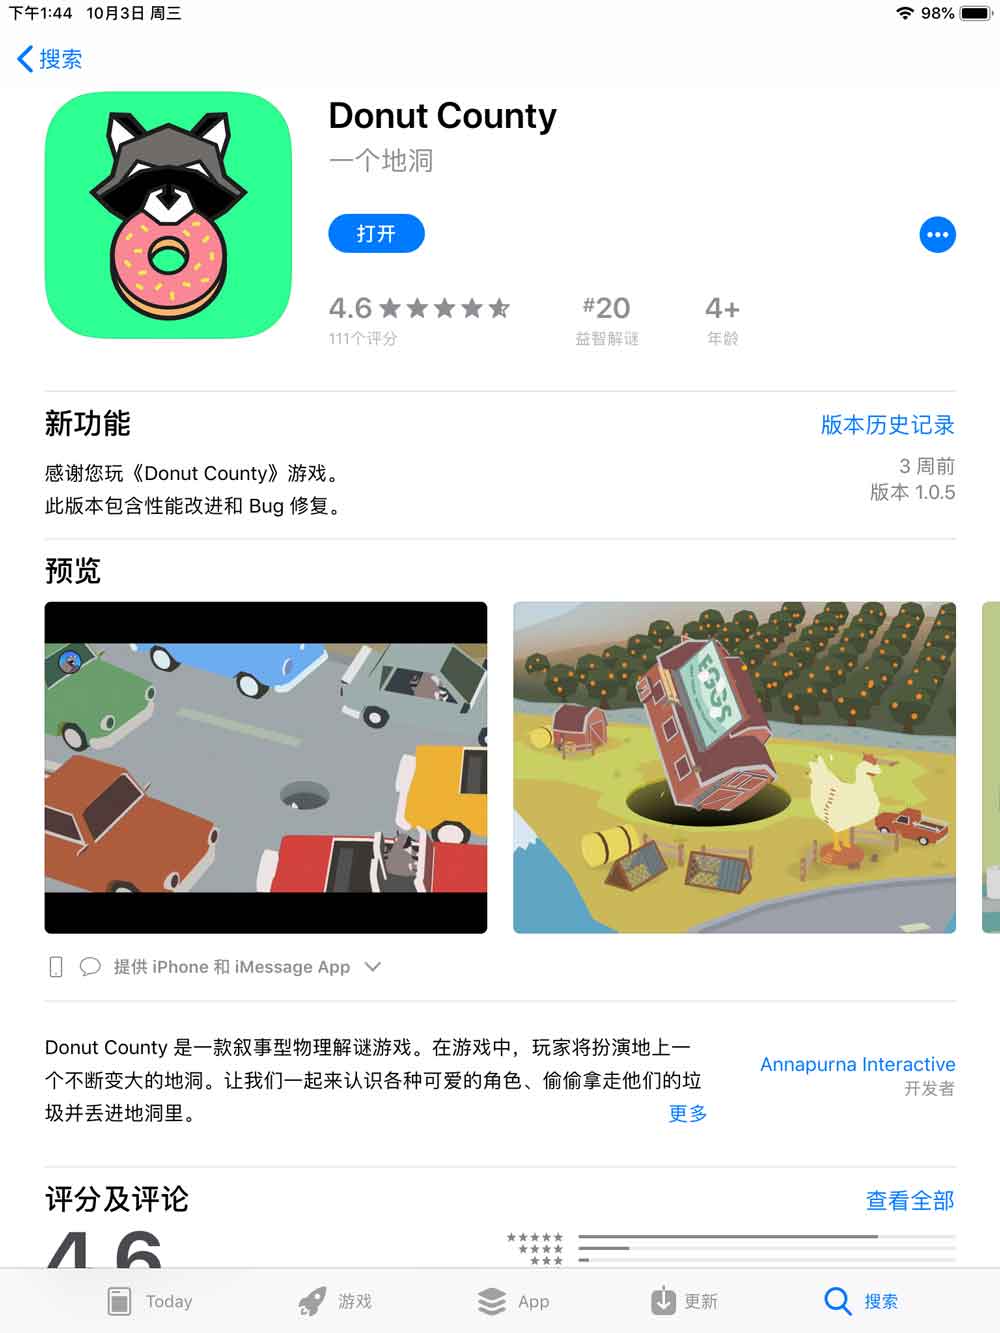 下午1:44 10月3日 周三
98%
搜索
Donut County
一个地洞
打开
4.6 ★★★★★
#20
4+
111个评分
益智解谜
年龄
新功能
版本历史记录
感谢您玩《Donut County》游戏。
3 周前
此版本包含性能改进和 Bug 修复。
版本 1.0.5
预览
提供 iPhone 和 iMessage App
Donut County 是一款叙事型物理解谜游戏。在游戏中，玩家将扮演地上一
个不断变大的地洞。让我们一起来认识各种可爱的角色、偷偷拿走他们的垃
圾并丢进地洞里。
更多
Annapurna Interactive
开发者
评分及评论
查看全部
4.6
Today
游戏
App
更新
搜索